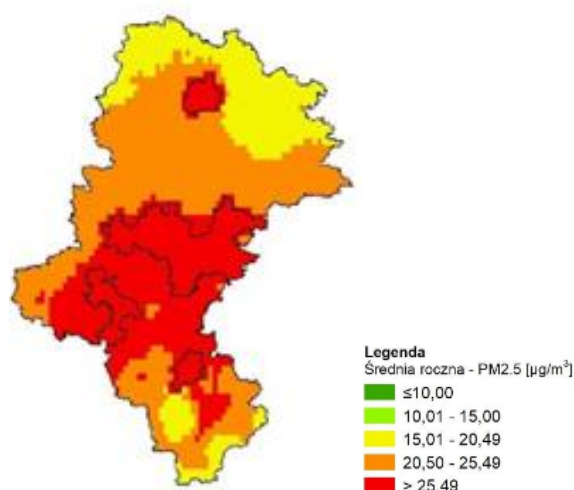 Legenda
Średnia roczna - PM2.5 [µg/m³]
≤10,00
10,01 - 15,00
15,01 - 20,49
20,50 - 25,49
> 25,49